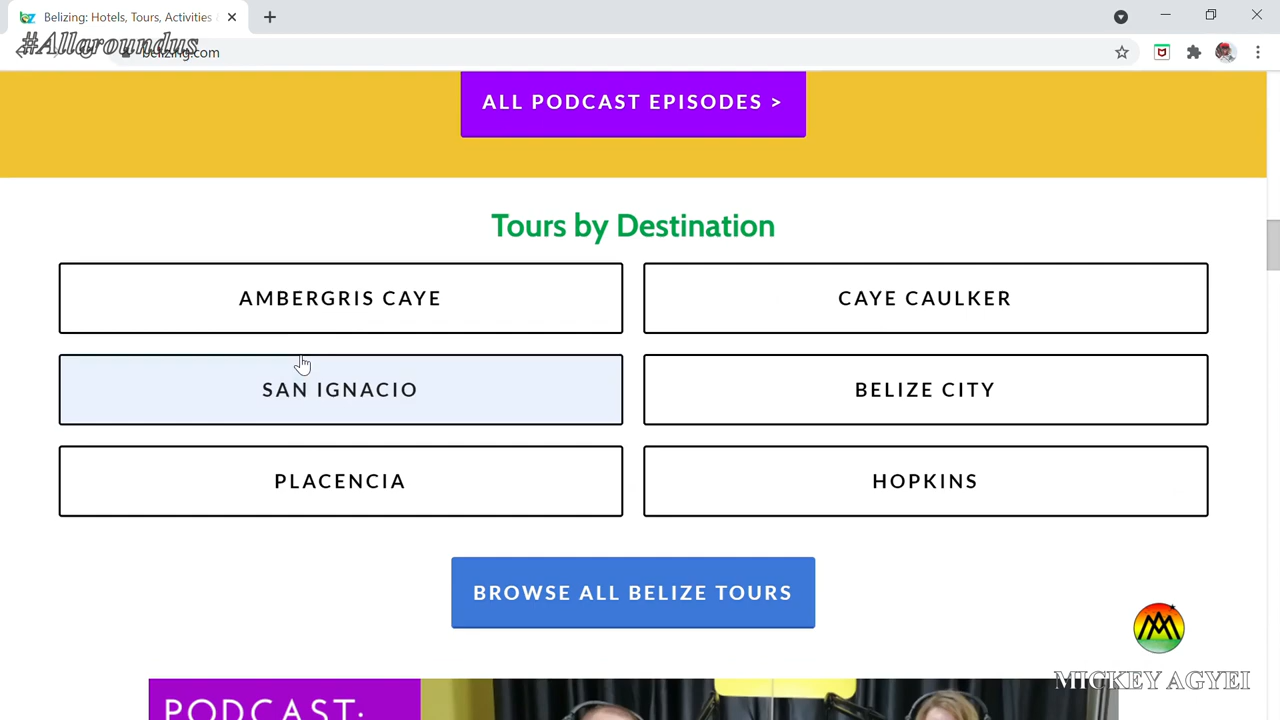 Belizing: Hotels, Tours, Activities
#Allaroundus
belizing.com
ALL PODCAST EPISODES >
Tours by Destination
AMBERGRIS CAYE
CAYE CAULKER
SAN IGNACIO
BELIZE CITY
PLACENCIA
HOPKINS
BROWSE ALL BELIZE TOURS
PODCAST:
MICKEY AGYEI